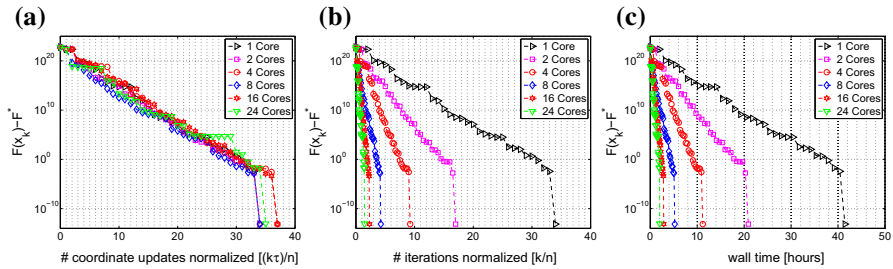 (a)
F(x_k)−F*
10^20
10^10
10^0
10^−10
0 10 20 30 40
# coordinate updates normalized [(kτ)/n]
1 Core
2 Cores
4 Cores
8 Cores
16 Cores
24 Cores
(b)
F(x_k)−F*
10^20
10^10
10^0
10^−10
0 10 20 30 40
# iterations normalized [k/n]
1 Core
2 Cores
4 Cores
8 Cores
16 Cores
24 Cores
(c)
F(x_k)−F*
10^20
10^10
10^0
10^−10
0 10 20 30 40 50
wall time [hours]
1 Core
2 Cores
4 Cores
8 Cores
16 Cores
24 Cores